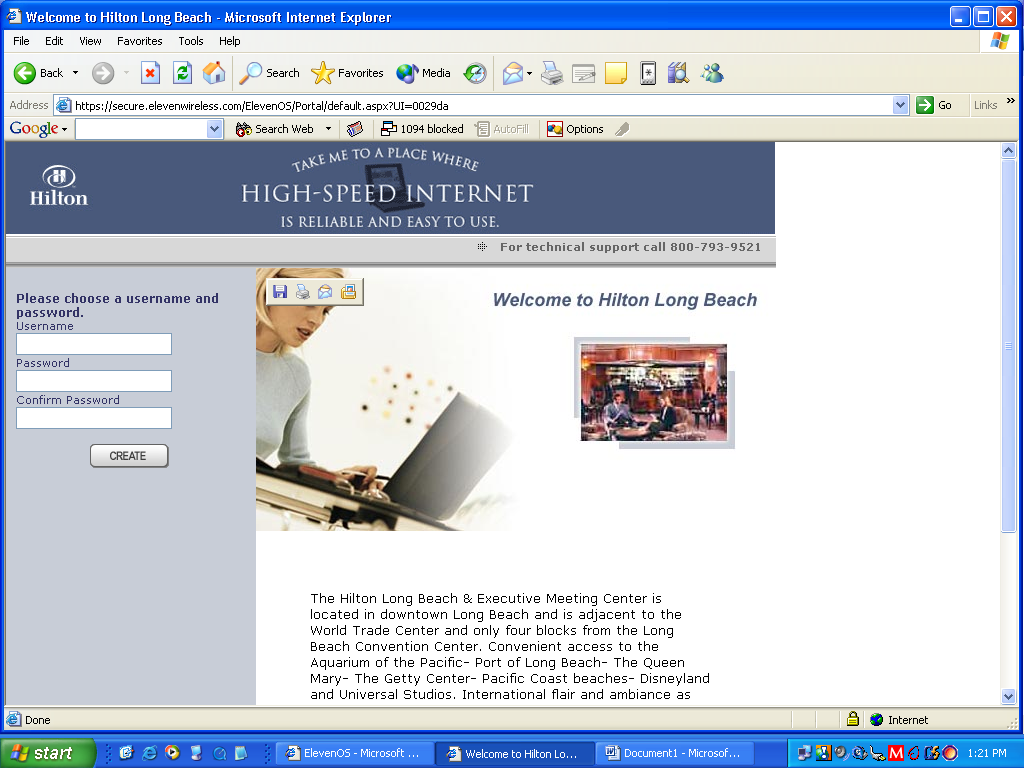 Welcome to Hilton Long Beach - Microsoft Internet Explorer
File Edit View Favorites Tools Help
Back Search Favorites Media
Address https://secure.elevenwireless.com/ElevenOS/Portal/default.aspx?UI=0029da Go Links »
Google Search Web 1094 blocked AutoFill Options
Hilton
TAKE ME TO A PLACE WHERE
HIGH-SPEED INTERNET
IS RELIABLE AND EASY TO USE.
For technical support call 800-793-9521
Please choose a username and
password.
Username
Password
Confirm Password
CREATE
Welcome to Hilton Long Beach
The Hilton Long Beach & Executive Meeting Center is
located in downtown Long Beach and is adjacent to the
World Trade Center and only four blocks from the Long
Beach Convention Center. Convenient access to the
Aquarium of the Pacific- Port of Long Beach- The Queen
Mary- The Getty Center- Pacific Coast beaches- Disneyland
and Universal Studios. International flair and ambiance as
Done Internet
start ElevenOS - Microsoft ... Welcome to Hilton Lo... Document1 - Microsof... 1:21 PM